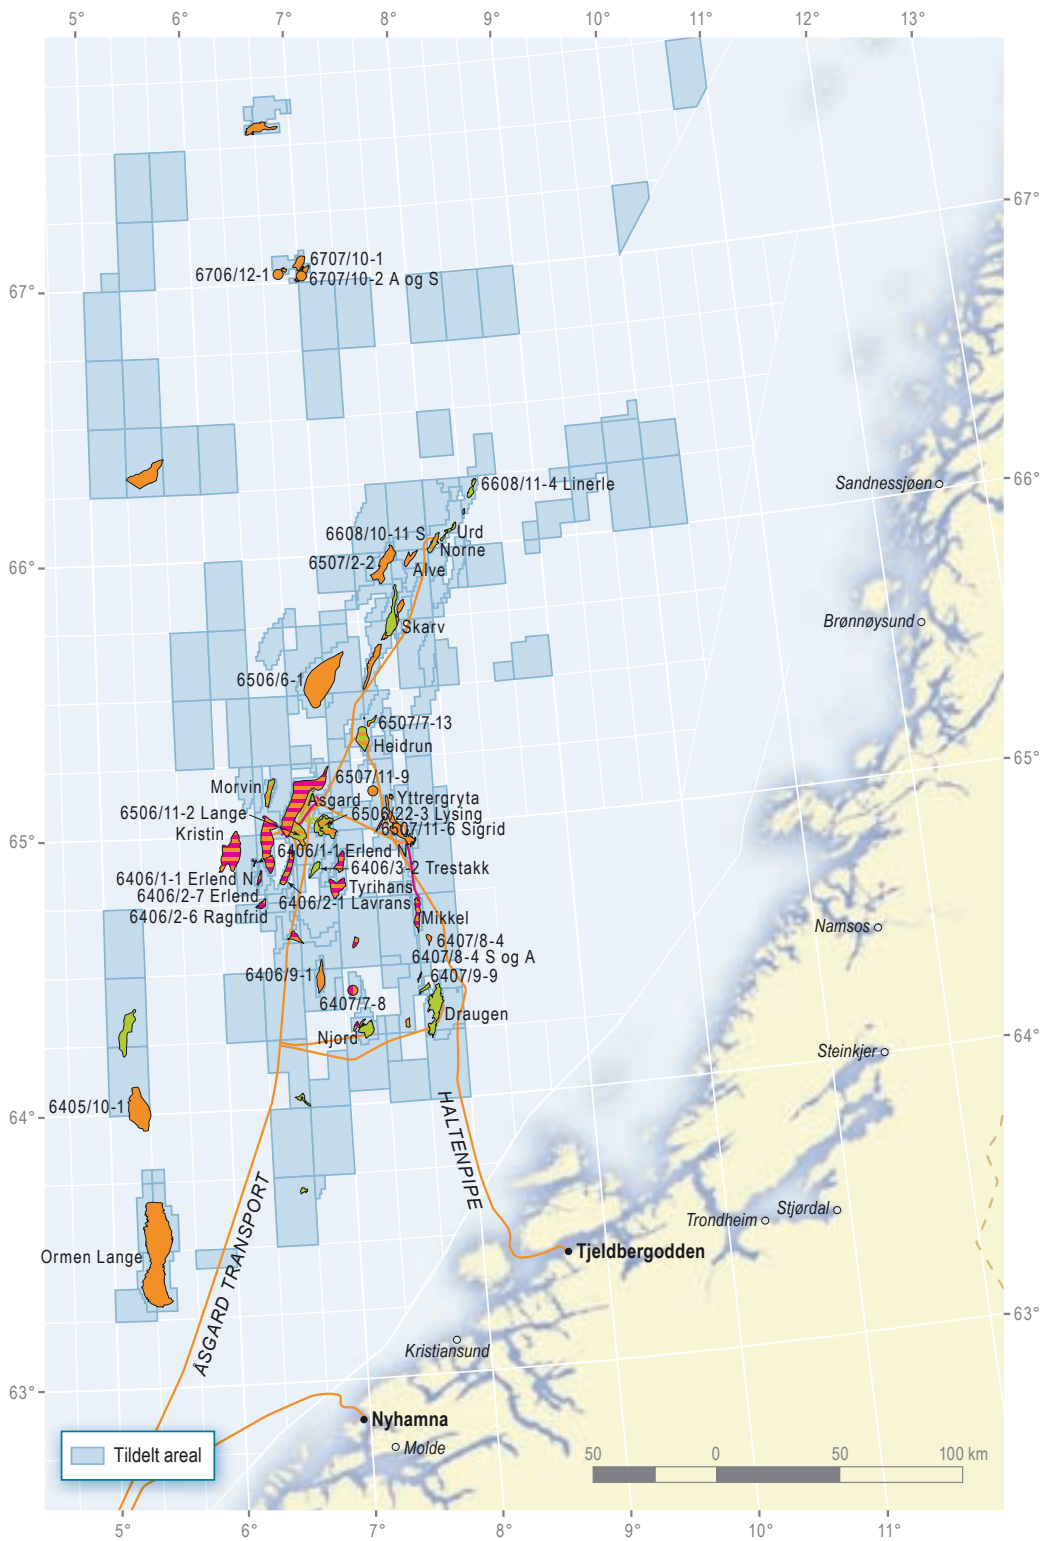 5° 6° 7° 8° 9° 10° 11° 12° 13°
67°
6707/10-1
6706/12-1
6707/10-2 A og S
67°
66°
6608/11-4 Linerle
Sandnessjøen
6608/10-11 S
Urd
Norne
6507/2-2
66°
Alve
Brønnøysund
Skarv
6506/6-1
6507/7-13
Heidrun
65°
6507/11-9
Morvin
Åsgard
Yttergryta
6506/11-2 Lange
6506/22-3 Lysing
6507/11-6 Sigrid
Kristin
65°
6406/1-1 Erlend N
6406/3-2 Trestakk
6406/1-1 Erlend N
Tyrihans
6406/2-7 Erlend
6406/2-1 Lavrans
6406/2-6 Ragnfrid
Mikkel
Namsos
6407/8-4
6407/8-4 S og A
6406/9-1
6407/9-9
6407/7-8
Draugen
Njord
64°
Steinkjer
HALTENPIPE
6405/10-1
64°
ÅSGARD TRANSPORT
Stjørdal
Trondheim
Ormen Lange
Tjeldbergodden
63°
Kristiansund
63°
Nyhamna
Molde
Tildelt areal
50 0 50 100 km
5° 6° 7° 8° 9° 10° 11°